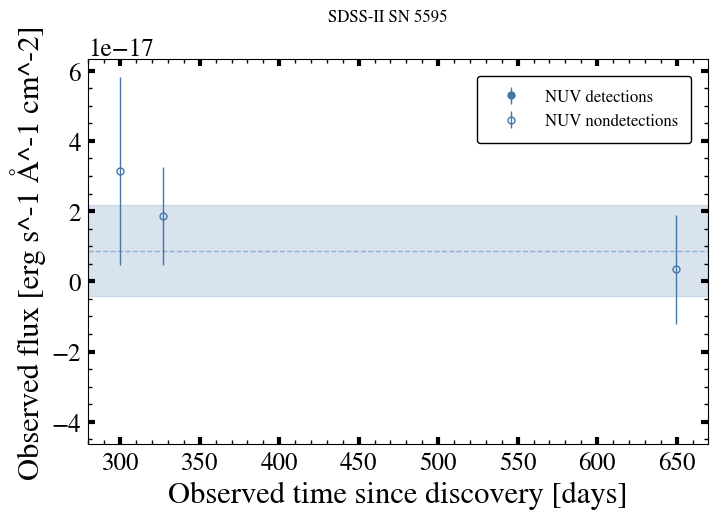 SDSS-II SN 5595
1e−17
NUV detections
NUV nondetections
6
4
2
0
−2
−4
300 350 400 450 500 550 600 650
Observed time since discovery [days]
Observed flux [erg s^-1 Å^-1 cm^-2]